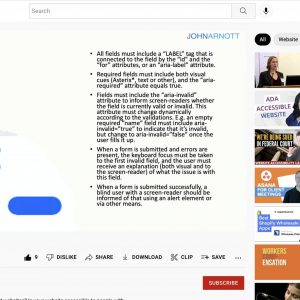 Search
JOHNARNOTT
• All fields must include a "LABEL" tag that
is connected to the field by the "id" and the
"for" attributes, or an "aria-label" attribute.
• Required fields must include both visual
cues (Asteris*, text or other), and the "aria-
required" attribute equals true.
• Fields must include the "aria-invalid"
attribute to inform screen-readers whether
the field is currently valid or invalid. This
attribute must change dynamically
according to the validations. E.g. an empty
required "name" field must include aria-
invalid="true" to indicate that it's invalid,
but change to aria-invalid="false" once the
user fills it up.
• When a form is submitted and errors are
present, the keyboard focus must be taken
to the first invalid field, and the user must
receive an explanation (both visual and to
the screen-reader) of what the issue is with
this field.
• When a form is submitted successfully, a
blind user with a screen-reader should be
informed of that using an alert element or
via other means.
9
DISLIKE
SHARE
DOWNLOAD
CLIP
SAVE
SUBSCRIBE
All
Website
ADA
ACCESSIBLE
WEBSITE
WE'RE BEING SUED
IN FEDERAL COURT
ASANA
FOR CLIENT
MEETINGS
Best
Shopify Wholesale
Apps
WORKERS
ENSATION